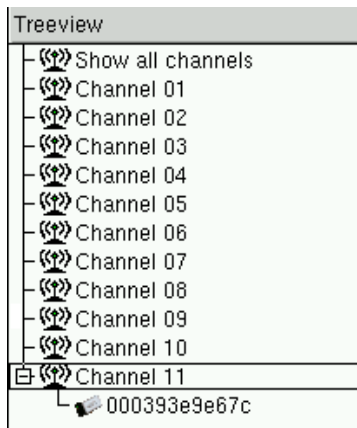 Treeview
Show all channels
Channel 01
Channel 02
Channel 03
Channel 04
Channel 05
Channel 06
Channel 07
Channel 08
Channel 09
Channel 10
Channel 11
000393e9e67c